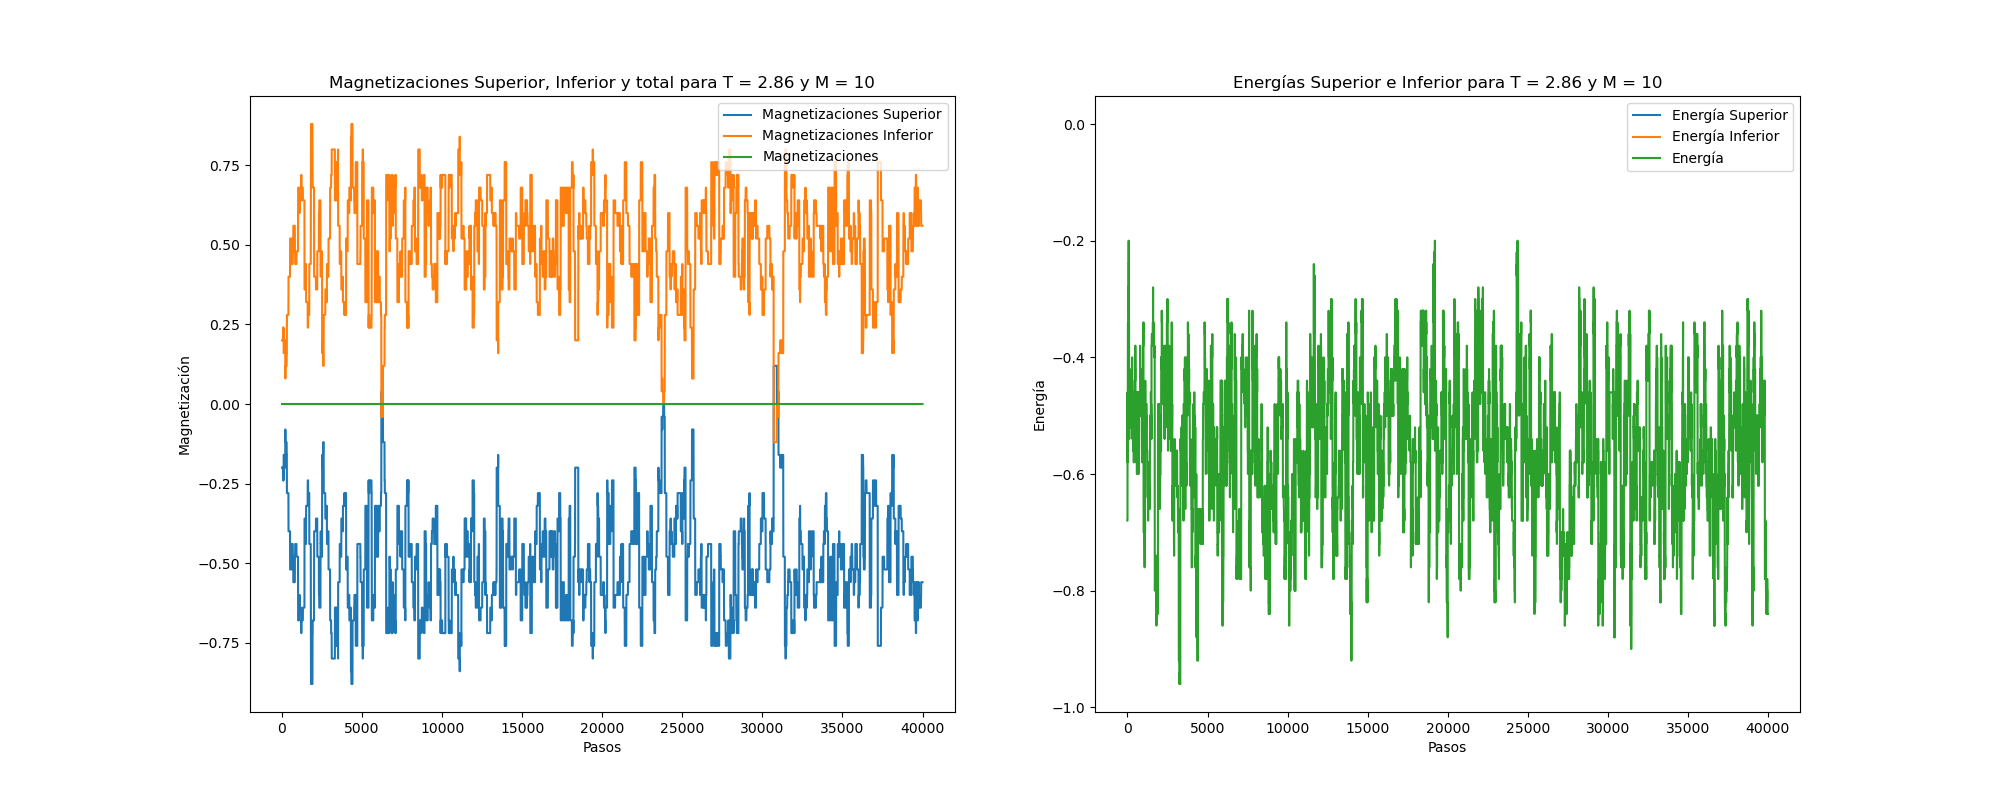 Magnetizaciones Superior, Inferior y total para T = 2.86 y M = 10
Magnetizaciones Superior
Magnetizaciones Inferior
Magnetizaciones
Magnetización
0.75
0.50
0.25
0.00
−0.25
−0.50
−0.75
0 5000 10000 15000 20000 25000 30000 35000 40000
Pasos
Energías Superior e Inferior para T = 2.86 y M = 10
Energía Superior
Energía Inferior
Energía
Energía
0.0
−0.2
−0.4
−0.6
−0.8
−1.0
0 5000 10000 15000 20000 25000 30000 35000 40000
Pasos